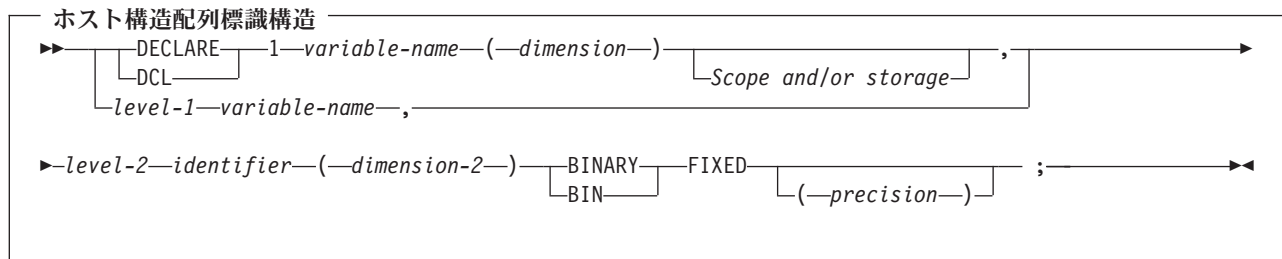 ホスト構造配列標識構造
DECLARE 1 variable-name ( dimension ) ,
DCL Scope and/or storage
level-1 variable-name ,
level-2 identifier ( dimension-2 ) BINARY FIXED ;
BIN ( precision )